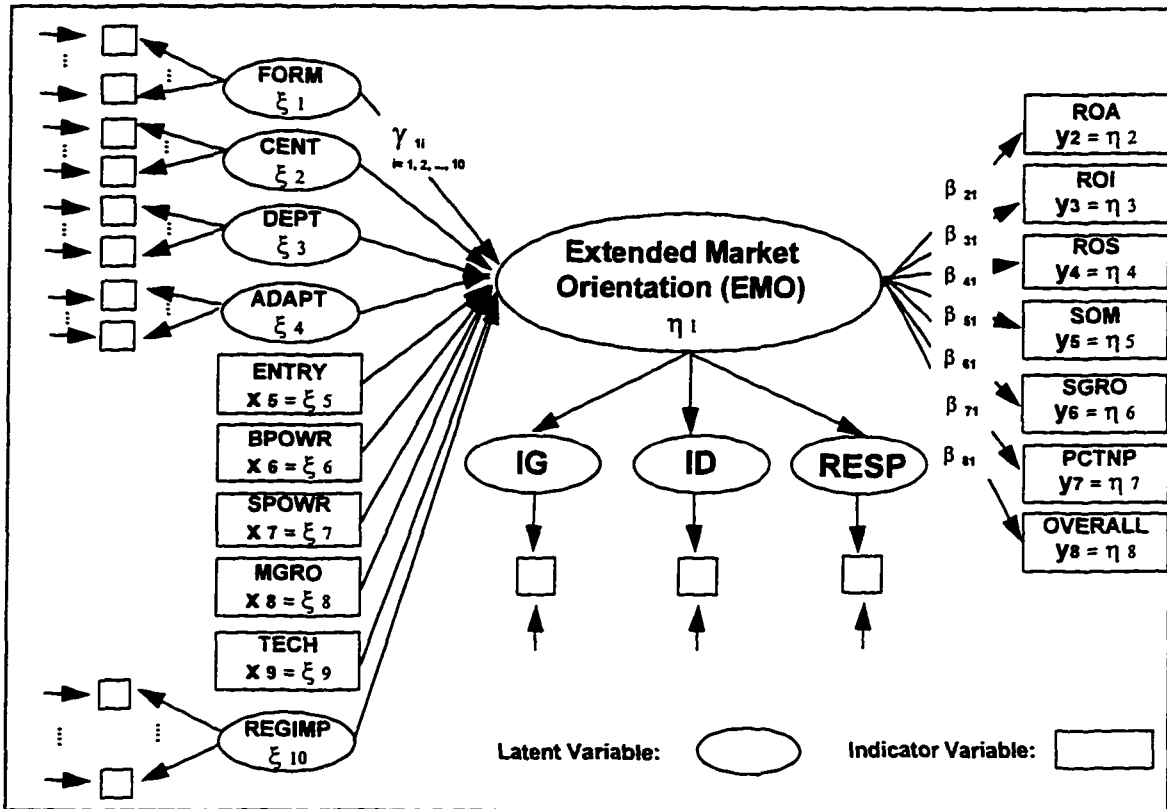 FORM
ξ 1
γ 1i
i= 1, 2, ..., 10
CENT
ξ 2
DEPT
ξ 3
ADAPT
ξ 4
ENTRY
X 5 = ξ 5
BPOWR
X 6 = ξ 6
SPOWR
X 7 = ξ 7
MGRO
X 8 = ξ 8
TECH
X 9 = ξ 9
REGIMP
ξ 10
Extended Market
Orientation (EMO)
η 1
IG
ID
RESP
β 21
β 31
β 41
β 51
β 61
β 71
β 81
ROA
y2 = η 2
ROI
y3 = η 3
ROS
y4 = η 4
SOM
y5 = η 5
SGRO
y6 = η 6
PCTNP
y7 = η 7
OVERALL
y8 = η 8
Latent Variable:
Indicator Variable: